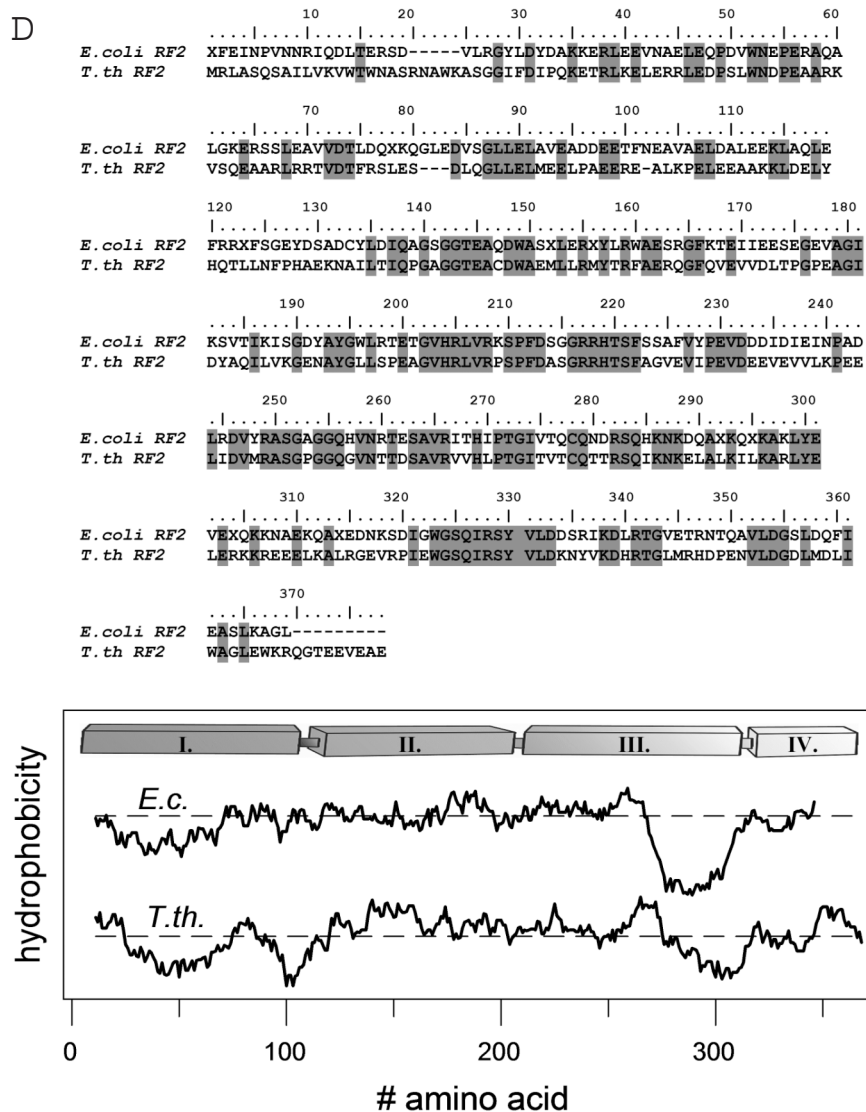 D
10 20 30 40 50 60
E.coli RF2 XFEINPVNNRIQDLTERSD-----VLRGYLDYDAKKERLEEVNAELEQPDVWNEPERAQA
T.th RF2 MRLASQSAILVKVWTWNASRNAWKASGGIFDIPQKETRLKELERRLEDPSLWNDPEAARK
70 80 90 100 110
E.coli RF2 LGKERSSLEAVVDTLDQXKQGLEDVSGLLELAVEADDEETFNEAVAELDALEEKLAQLE
T.th RF2 VSQEAARLRRTVDTFRSLES---DLQGLLELMEELPAEERE-ALKPELEEAAKKLDELY
120 130 140 150 160 170 180
E.coli RF2 FRRXFSGEYDSADCYLDIQAGSGGTEAQDWASXLERXYLRWAESRGFKTEIIEESEGEVAGI
T.th RF2 HQTLLNFPHAEKNAILTIQPGAGGTEACDWAEMLLRMYTRFAERQGFQVEVVDLTPGPEAGI
190 200 210 220 230 240
E.coli RF2 KSVTIKISGDYAYGWLRTETGVHRLVRKSPFDSGGRRHTSFSSAFVYPEVDDDIDIEINPAD
T.th RF2 DYAQILVKGENAYGLLSPEAGVHRLVRPSPFDASGRRHTSFAGVEVIPEVDEEVEVVLKPEE
250 260 270 280 290 300
E.coli RF2 LRDVYRASGAGGQHVNRTESAVRITHIPTGIVTQCQNDRSQHKNKDQAXKQXKAKLYE
T.th RF2 LIDVMRASGPGGQGVNTTDSAVRVVHLPTGITVTCQTTRSQIKNKELALKILKARLYE
310 320 330 340 350 361
E.coli RF2 VEXQKKNAEKQAXEDNKSDIGWGSQIRSY VLDDSRIKDLRTGVETRNTQAVLDGSLDQFI
T.th RF2 LERKKREEELKALRGEVRPIEWGSQIRSY VLDKNYVKDHRTGLMRHDPENVLDGDLMDLI
370
E.coli RF2 EASLKAGL---------
T.th RF2 WAGLEWKRQGTEEVEAE
I. II. III. IV.
E.c.
T.th.
hydrophobicity
0 100 200 300
# amino acid